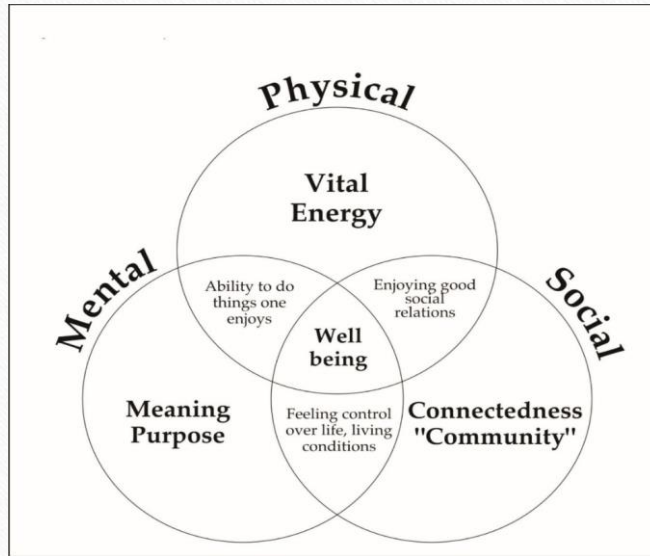 Physical
Vital
Energy
Mental
Social
Ability to do
things one
enjoys
Enjoying good
social
relations
Well
being
Meaning
Purpose
Feeling control
over life, living
conditions
Connectedness
"Community"